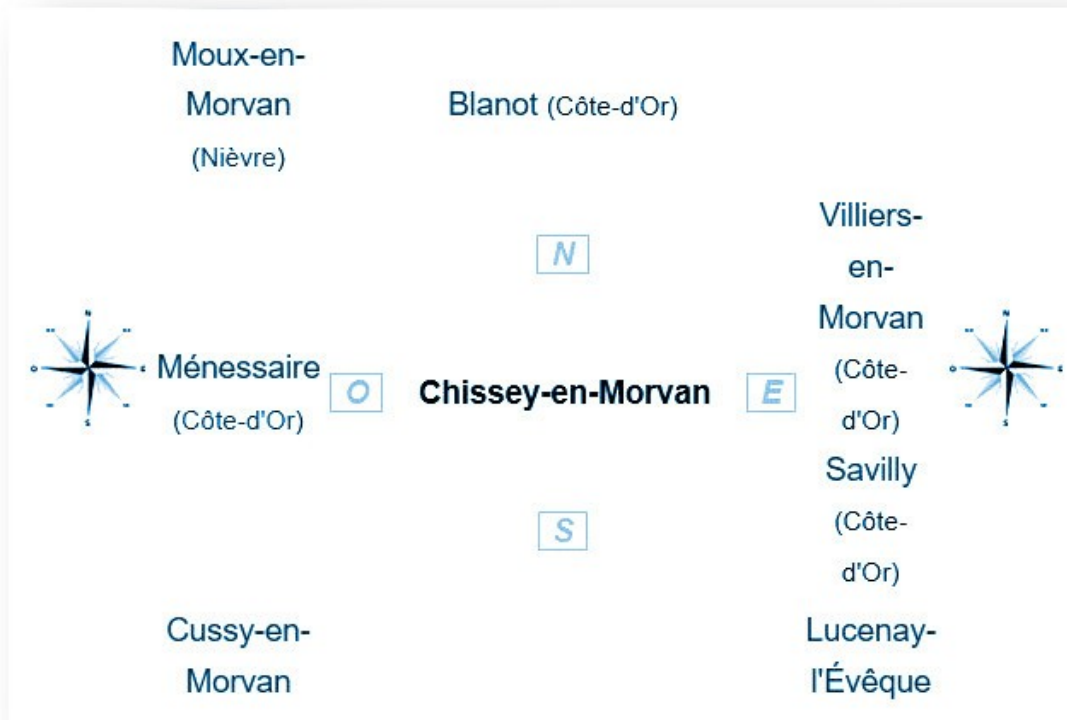 Moux-en-
Morvan
(Nièvre)
Blanot (Côte-d'Or)
N
Villiers-
en-
Morvan
(Côte-
d'Or)
Savilly
(Côte-
d'Or)
Ménessaire
(Côte-d'Or)
O
Chissey-en-Morvan
E
S
Cussy-en-
Morvan
Lucenay-
l'Évêque